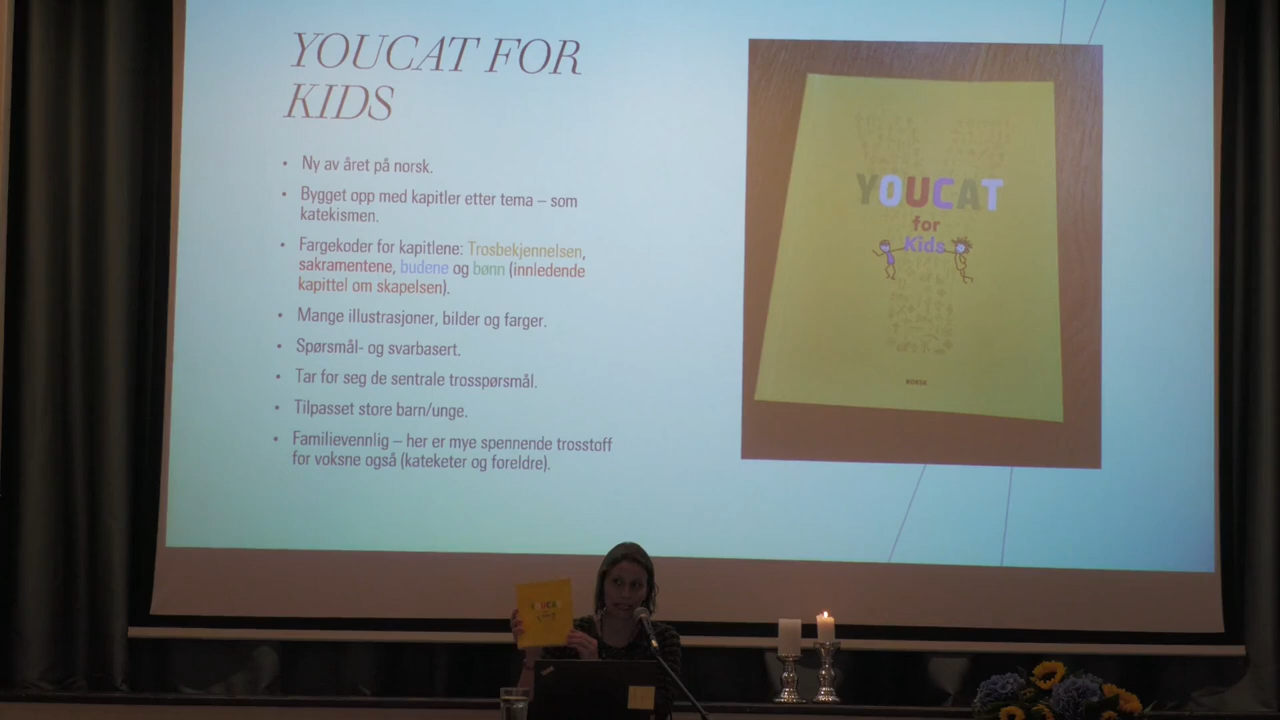 YOUCAT FOR
KIDS
• Ny av året på norsk.
• Bygget opp med kapitler etter tema – som
katekismen.
• Fargekoder for kapitlene: Trosbekjennelsen,
sakramentene, budene og bønn (innledende
kapittel om skapelsen).
• Mange illustrasjoner, bilder og farger.
• Spørsmål- og svarbasert.
• Tar for seg de sentrale trosspørsmål.
• Tilpasset store barn/unge.
• Familievennlig – her er mye spennende trosstoff
for voksne også (kateketer og foreldre).
YOUCAT
for
Kids
NORSK
YOUCAT